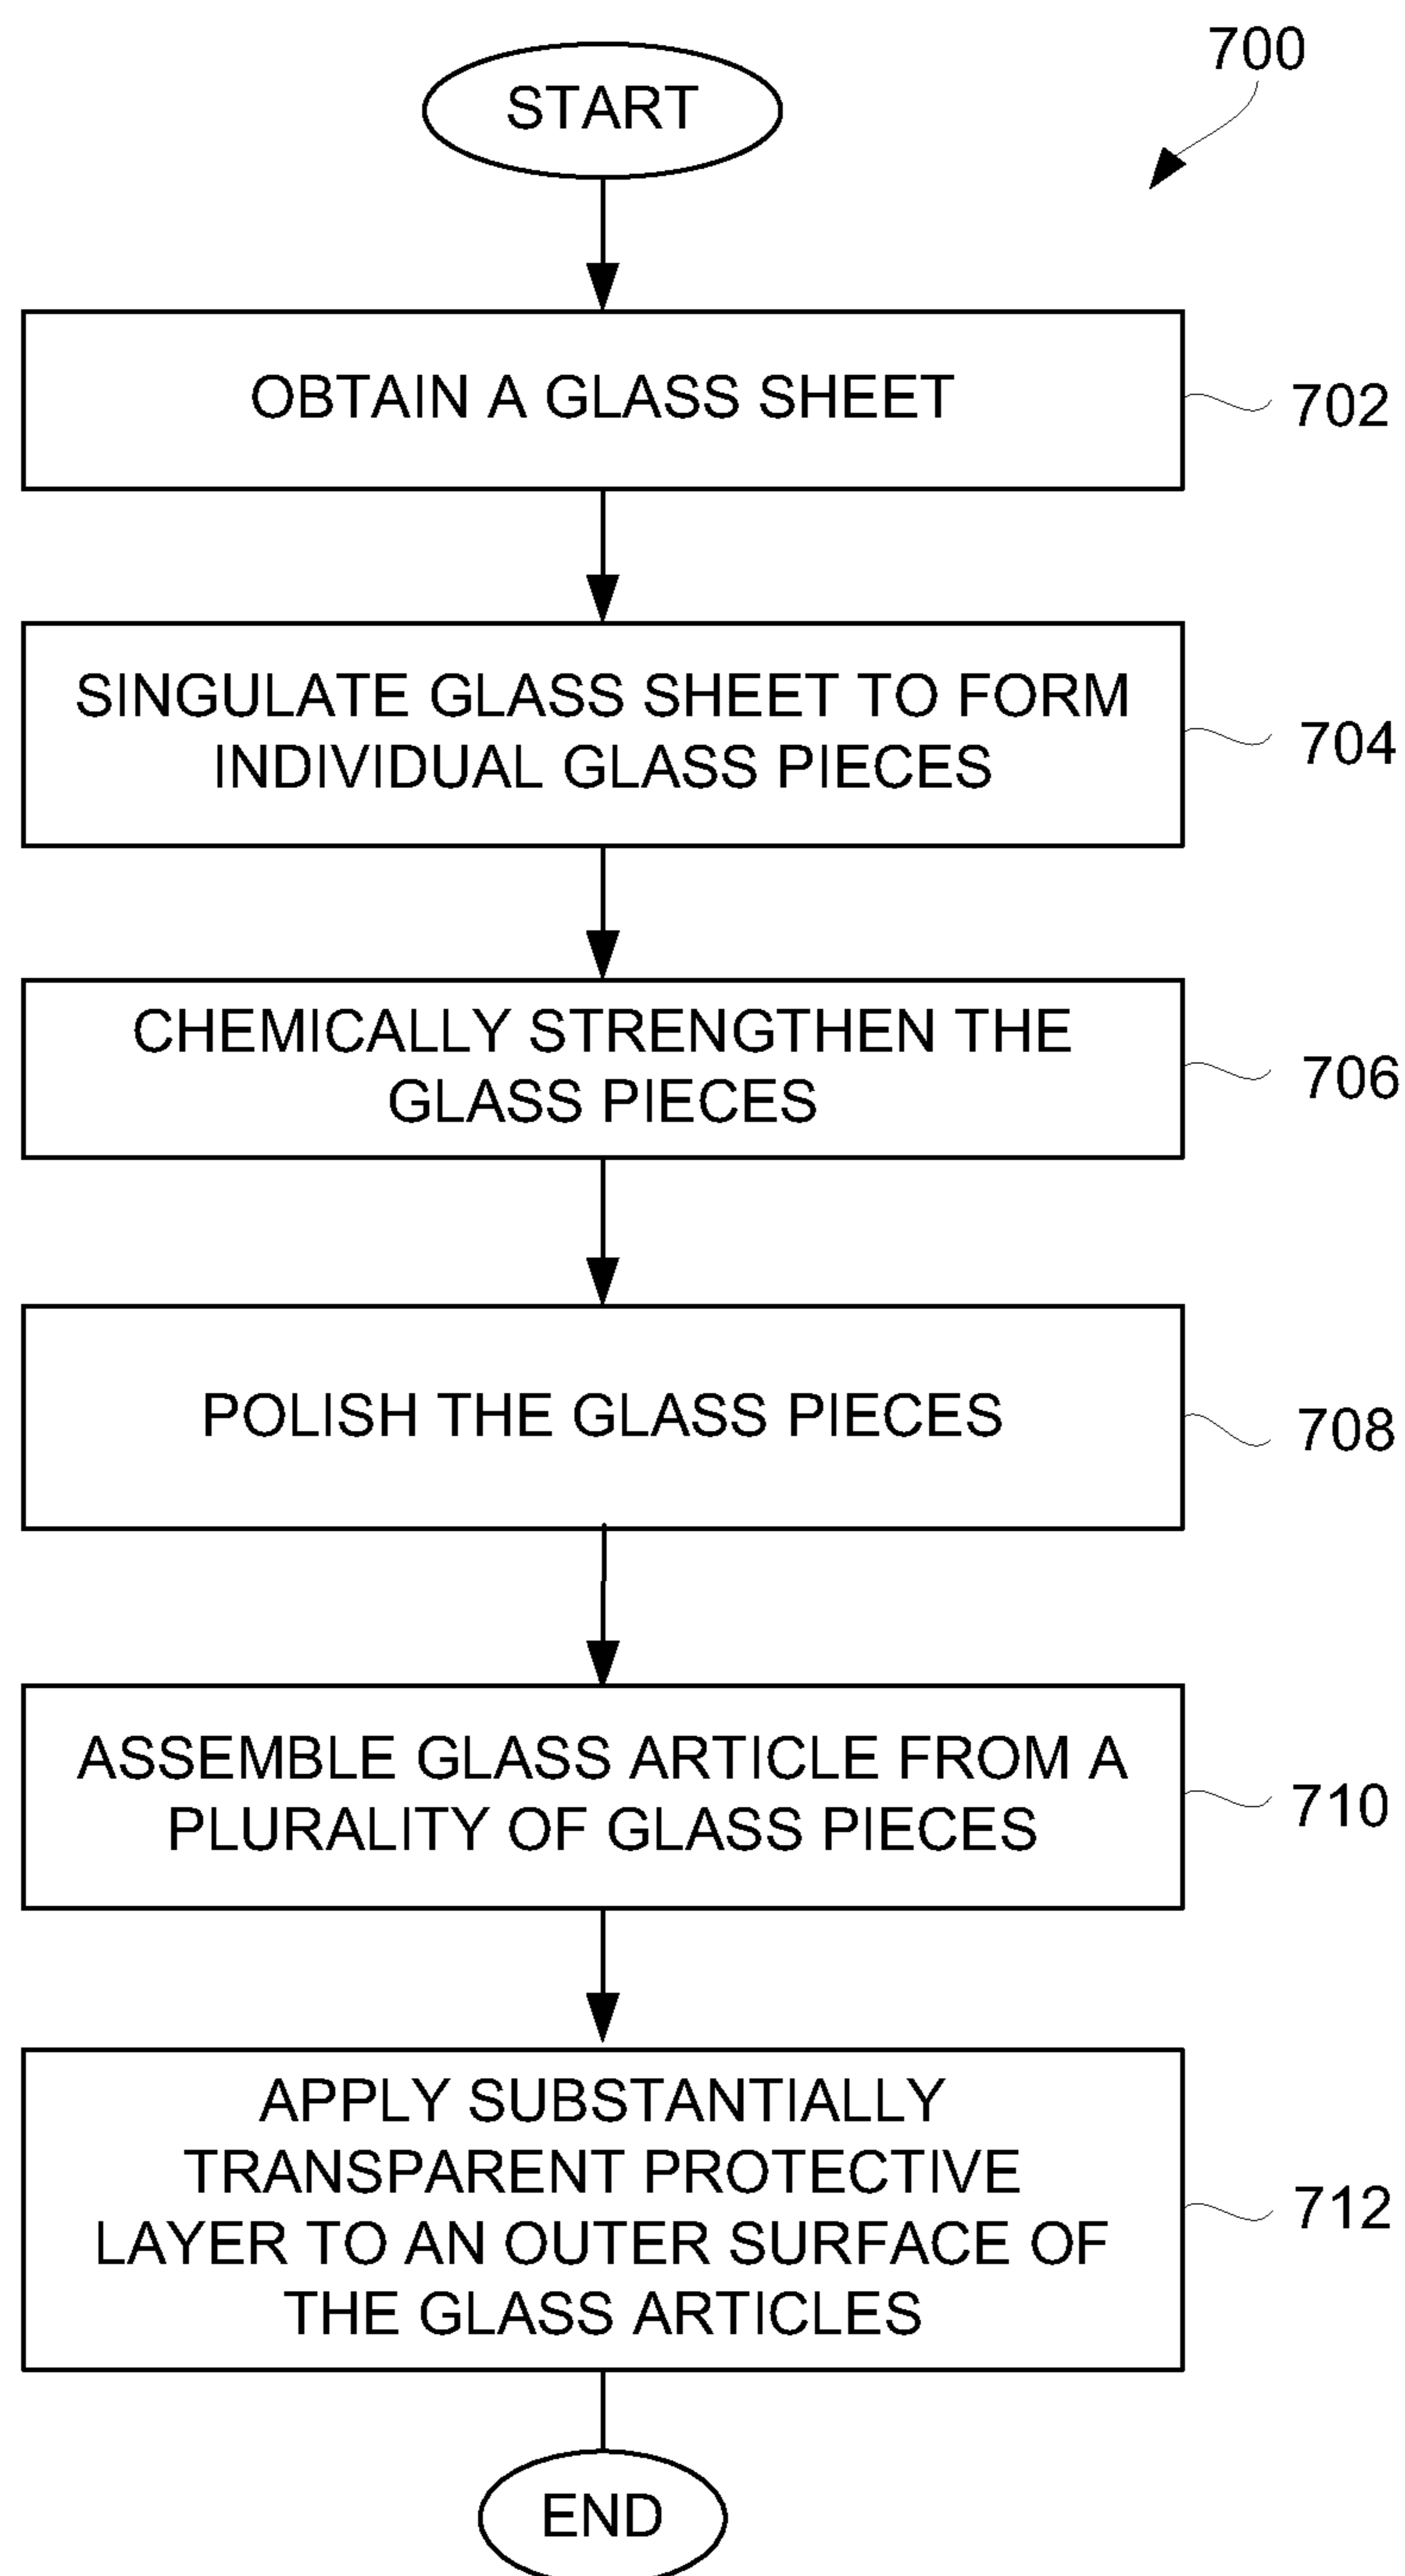 700
START
OBTAIN A GLASS SHEET
702
SINGULATE GLASS SHEET TO FORM
INDIVIDUAL GLASS PIECES
704
CHEMICALLY STRENGTHEN THE
GLASS PIECES
706
POLISH THE GLASS PIECES
708
ASSEMBLE GLASS ARTICLE FROM A
PLURALITY OF GLASS PIECES
710
APPLY SUBSTANTIALLY
TRANSPARENT PROTECTIVE
LAYER TO AN OUTER SURFACE OF
THE GLASS ARTICLES
712
END